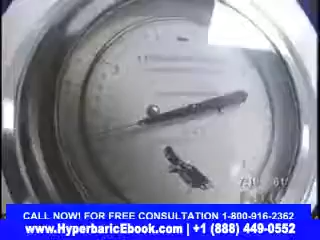 CALL NOW! FOR FREE CONSULTATION 1-800-916-2362
www.HyperbaricEbook.com | +1 (888) 449-0552